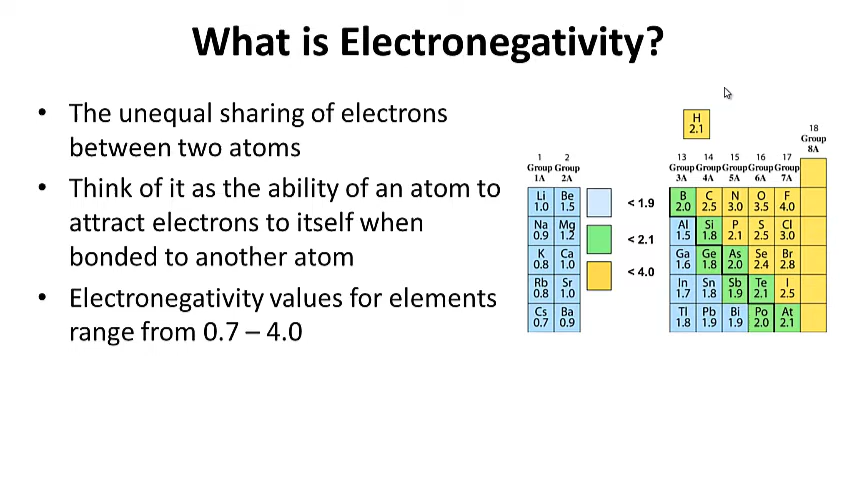 What is Electronegativity?
• The unequal sharing of electrons
between two atoms
• Think of it as the ability of an atom to
attract electrons to itself when
bonded to another atom
• Electronegativity values for elements
range from 0.7 – 4.0
H
2.1
18
Group
8A
1 2
Group Group
1A 2A
13 14 15 16 17
Group Group Group Group Group
3A 4A 5A 6A 7A
Li Be
1.0 1.5
Na Mg
0.9 1.2
K Ca
0.8 1.0
Rb Sr
0.8 1.0
Cs Ba
0.7 0.9
< 1.9
< 2.1
< 4.0
B C N O F
2.0 2.5 3.0 3.5 4.0
Al Si P S Cl
1.5 1.8 2.1 2.5 3.0
Ga Ge As Se Br
1.6 1.8 2.0 2.4 2.8
In Sn Sb Te I
1.7 1.8 1.9 2.1 2.5
Tl Pb Bi Po At
1.8 1.9 1.9 2.0 2.1